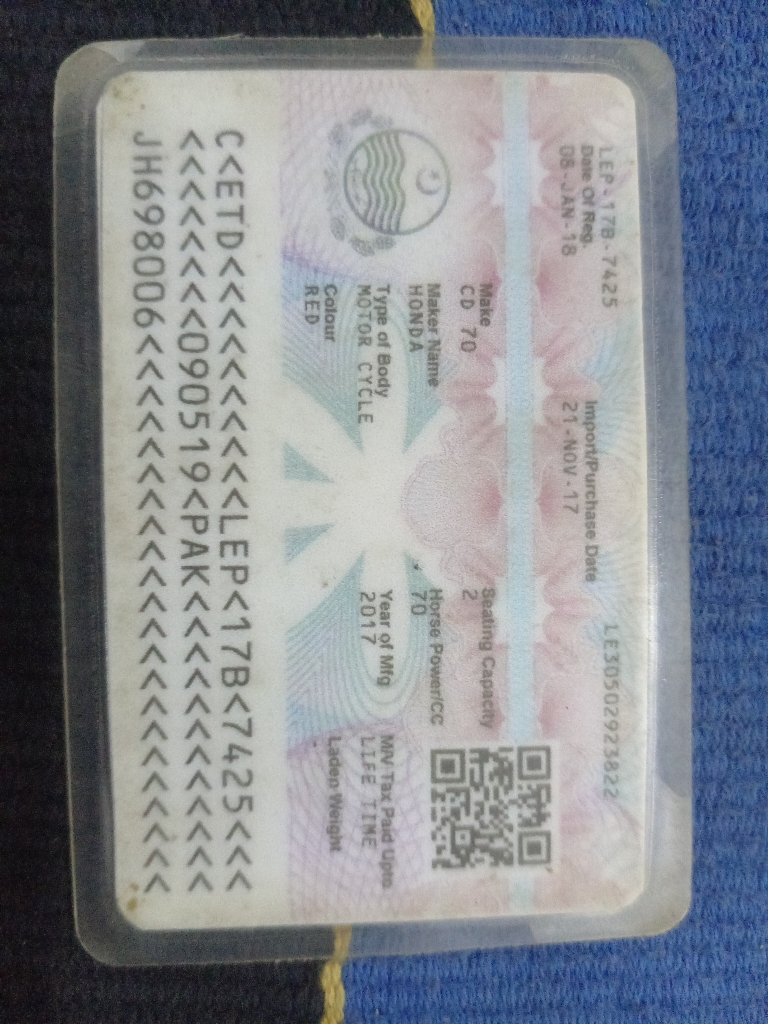 LEP-17B-7425 LE30502923822
Date Of Reg. Import/Purchase Date
08-JAN-18 21-NOV-17
Make Seating Capacity
CD 70 2
Maker Name Horse Power/CC
HONDA 70
Type of Body Year of Mfg M/V Tax Paid Upto
MOTOR CYCLE 2017 LIFE TIME
Colour Laden Weight
RED
C<ETD<<<<<<<<<<<LEP<17B<7425<<<
<<<<<<<<<090519<PAK<<<<<<<<<<<<<
JH698006<<<<<<<<<<<<<<<<<<<<<<<